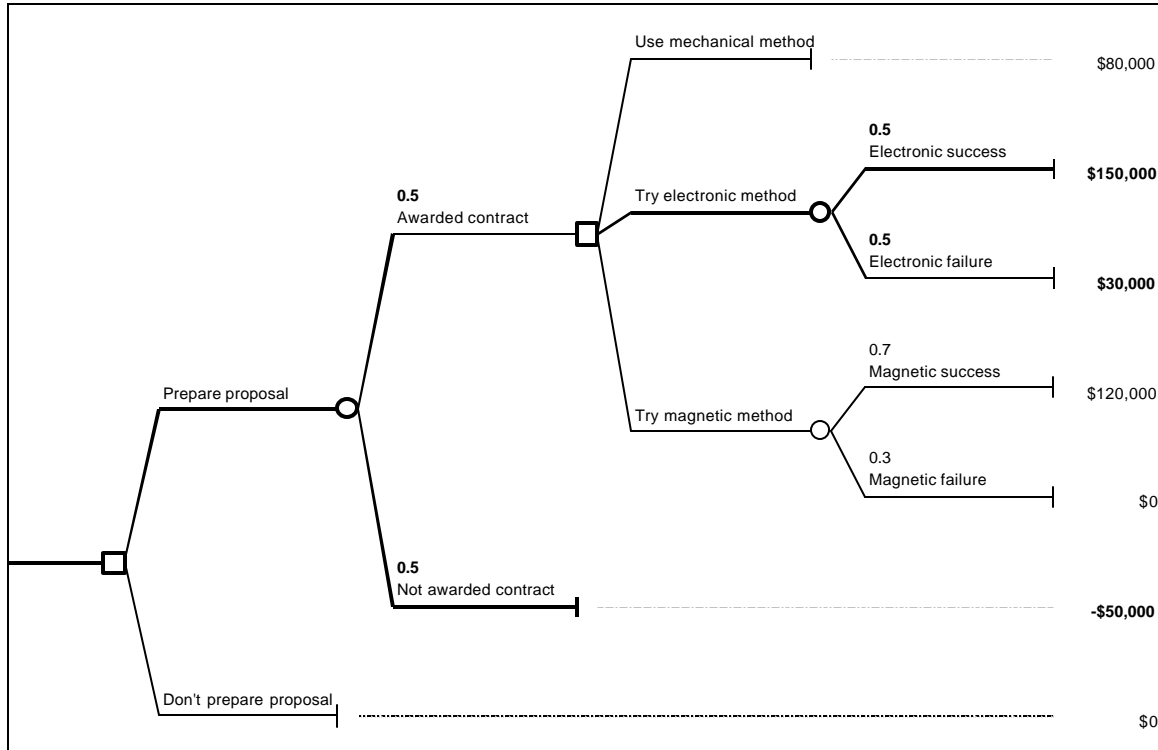 Use mechanical method
$80,000
0.5
Electronic success
$150,000
0.5
Awarded contract
Try electronic method
0.5
Electronic failure
$30,000
0.7
Magnetic success
$120,000
Prepare proposal
Try magnetic method
0.3
Magnetic failure
$0
0.5
Not awarded contract
-$50,000
Don't prepare proposal
$0